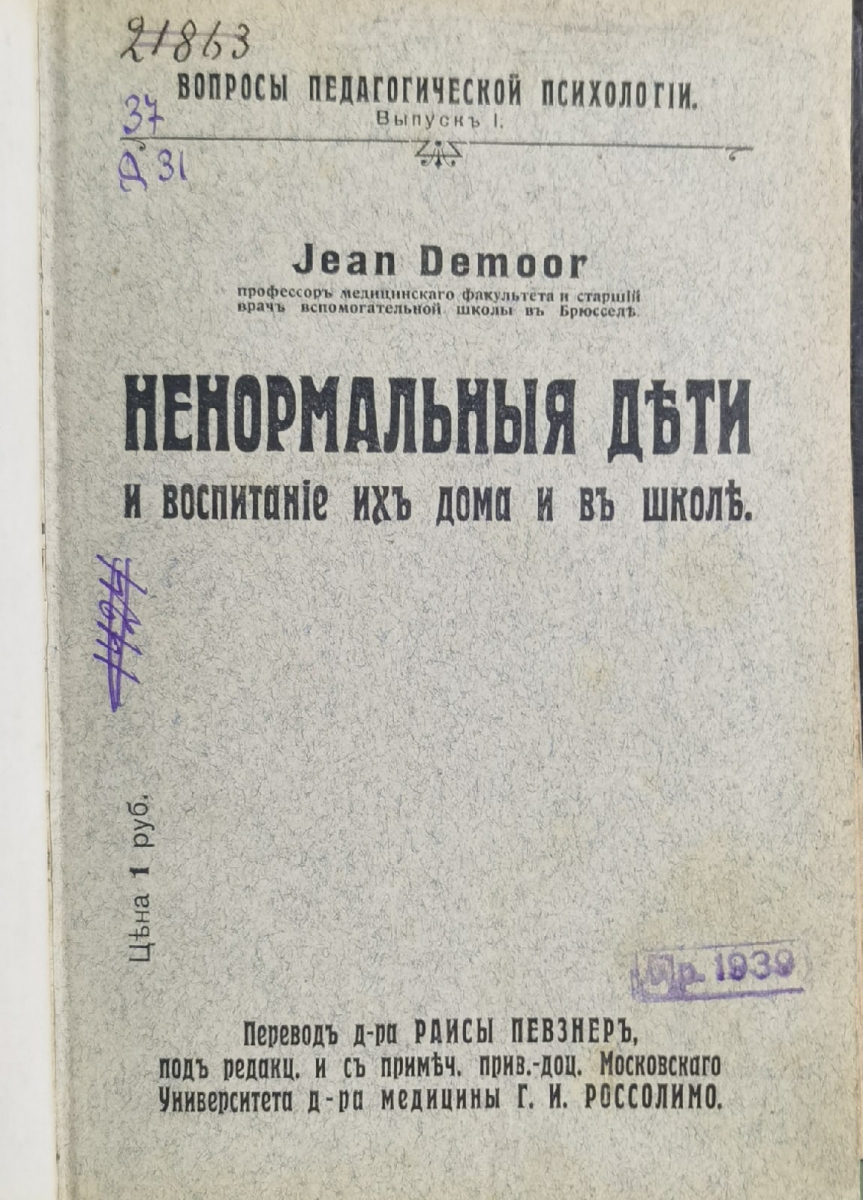 21863
ВОПРОСЫ ПЕДАГОГИЧЕСКОЙ ПСИХОЛОГІИ.
Выпускъ I.
37
Д 31
Jean Demoor
профессоръ медицинскаго факультета и старшій
врачъ вспомогательной школы въ Брюсселѣ.
НЕНОРМАЛЬНЫЯ ДѢТИ
и воспитаніе ихъ дома и въ школѣ.
Цѣна 1 руб.
Пр. 1939
Переводъ д-ра РАИСЫ ПЕВЗНЕРЪ,
подъ редакц. и съ примѣч. прив.-доц. Московскаго
Университета д-ра медицины Г. И. РОССОЛИМО.